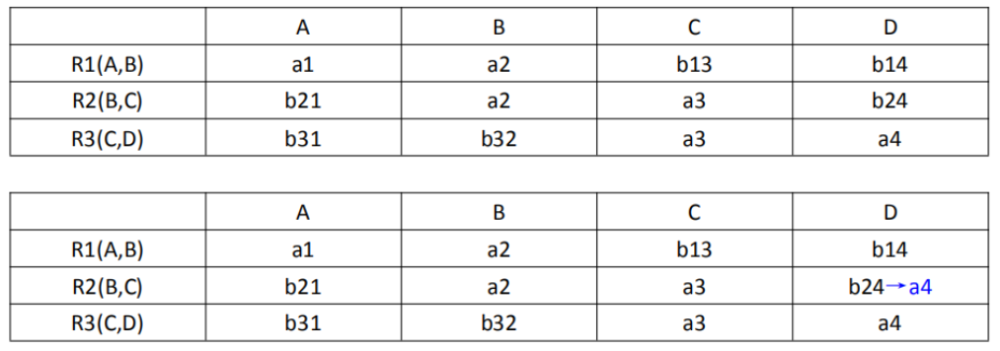 A B C D
R1(A,B) a1 a2 b13 b14
R2(B,C) b21 a2 a3 b24
R3(C,D) b31 b32 a3 a4
A B C D
R1(A,B) a1 a2 b13 b14
R2(B,C) b21 a2 a3 b24→a4
R3(C,D) b31 b32 a3 a4